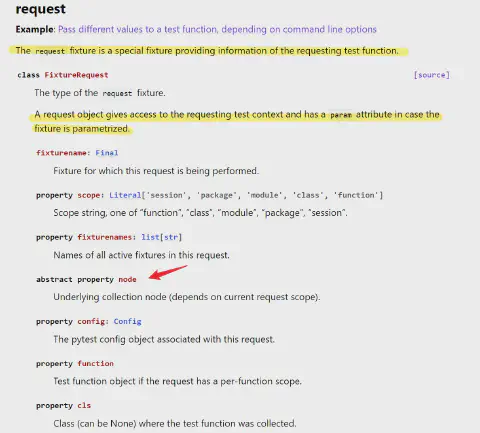 request
Example: Pass different values to a test function, depending on command line options
The request fixture is a special fixture providing information of the requesting test function.
class FixtureRequest [source]
The type of the request fixture.
A request object gives access to the requesting test context and has a param attribute in case the
fixture is parametrized.
fixturename: Final
Fixture for which this request is being performed.
property scope: Literal['session', 'package', 'module', 'class', 'function']
Scope string, one of "function", "class", "module", "package", "session".
property fixturenames: list[str]
Names of all active fixtures in this request.
abstract property node
Underlying collection node (depends on current request scope).
property config: Config
The pytest config object associated with this request.
property function
Test function object if the request has a per-function scope.
property cls
Class (can be None) where the test function was collected.